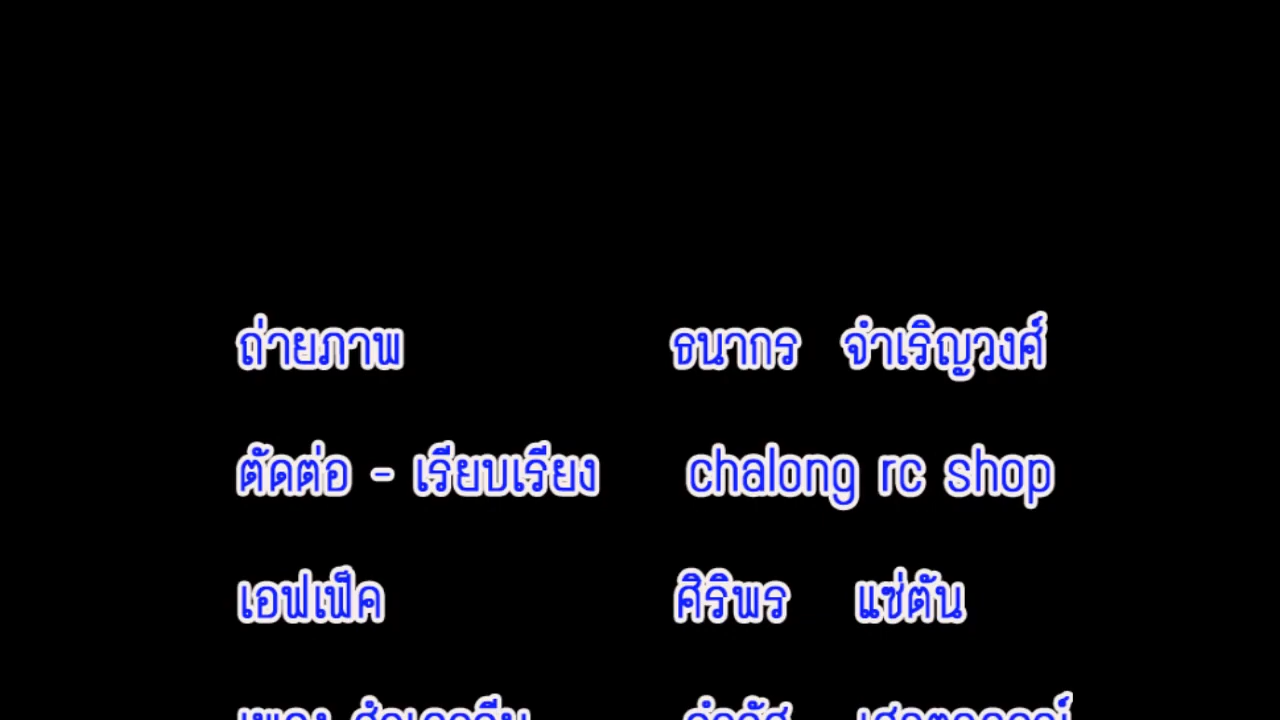 ถ่ายภาพ ธนากร จำเริญวงศ์
ตัดต่อ - เรียบเรียง chalong rc shop
เอฟเฟ็ค ศิริพร แซ่ตัน